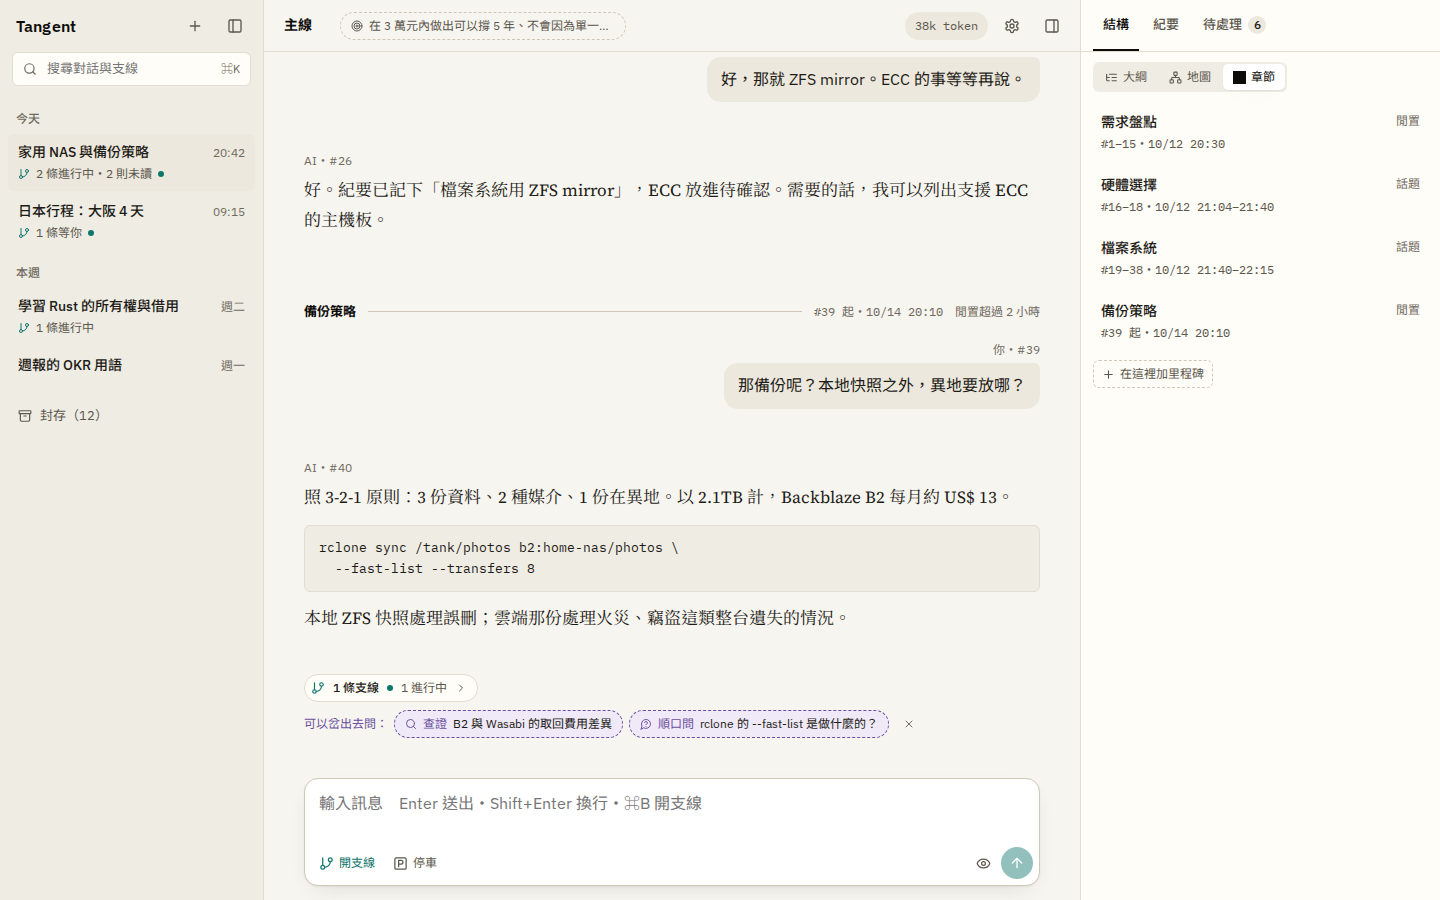 Tangent
搜尋對話與支線 ⌘K
今天
家用 NAS 與備份策略 20:42
2 條進行中・2 則未讀
日本行程：大阪 4 天 09:15
1 條等你
本週
學習 Rust 的所有權與借用 週二
1 條進行中
週報的 OKR 用語 週一
封存（12）
主線 在 3 萬元內做出可以撐 5 年、不會因為單一... 38k token
好，那就 ZFS mirror。ECC 的事等等再說。
AI・#26
好。紀要已記下「檔案系統用 ZFS mirror」，ECC 放進待確認。需要的話，我可以列出支援 ECC
的主機板。
備份策略 #39 起・10/14 20:10 閒置超過 2 小時
你・#39
那備份呢？本地快照之外，異地要放哪？
AI・#40
照 3-2-1 原則：3 份資料、2 種媒介、1 份在異地。以 2.1TB 計，Backblaze B2 每月約 US$ 13。
rclone sync /tank/photos b2:home-nas/photos \
--fast-list --transfers 8
本地 ZFS 快照處理誤刪；雲端那份處理火災、竊盜這類整台遺失的情況。
1 條支線 1 進行中
可以岔出去問： 查證 B2 與 Wasabi 的取回費用差異 順口問 rclone 的 --fast-list 是做什麼的？
輸入訊息 Enter 送出・Shift+Enter 換行・⌘B 開支線
開支線 停車
結構 紀要 待處理 6
大綱 地圖 章節
需求盤點 閒置
#1–15・10/12 20:30
硬體選擇 話題
#16–18・10/12 21:04–21:40
檔案系統 話題
#19–38・10/12 21:40–22:15
備份策略 閒置
#39 起・10/14 20:10
在這裡加里程碑